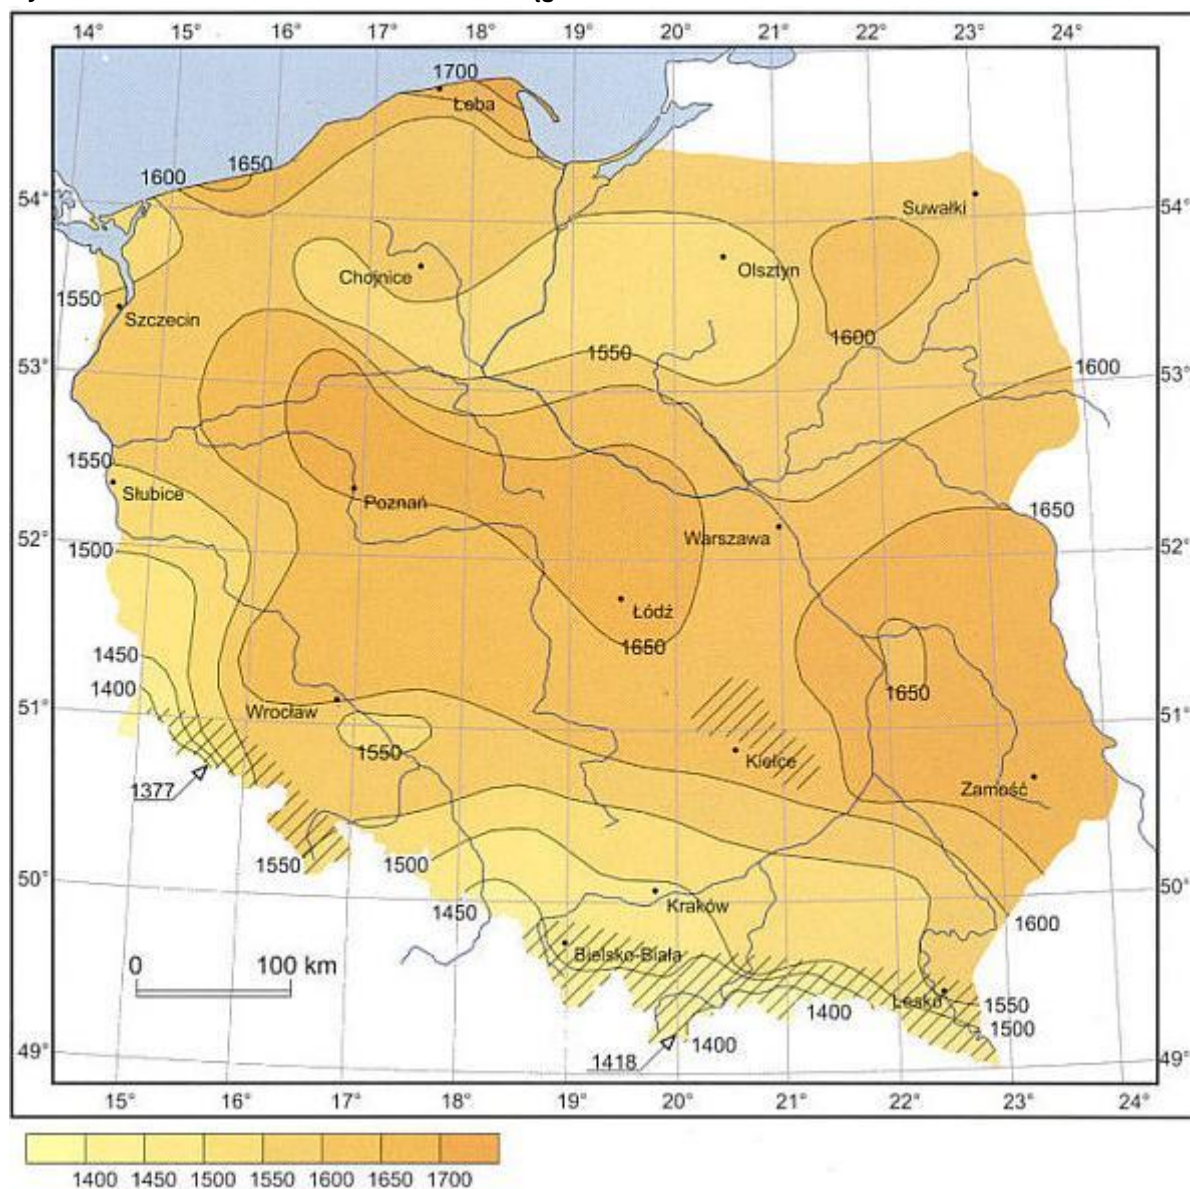 14° 15° 16° 17° 18° 19° 20° 21° 22° 23° 24°
1700
Łeba
1650
1600
54°
54°
Suwałki
Olsztyn
Chojnice
1550
Szczecin
1600
1550
53°
1600
53°
1550
Słubice
Poznań
1650
Warszawa
52°
52°
1500
Łódź
1650
1450
1650
1400
51°
Wrocław
51°
1550
Kielce
1377
Zamość
1550
1500
50°
50°
Kraków
1450
1600
Bielsko-Biała
0 100 km
Lesko
1550
1400
1500
1400
49°
1418
49°
15° 16° 17° 18° 19° 20° 21° 22° 23° 24°
1400 1450 1500 1550 1600 1650 1700